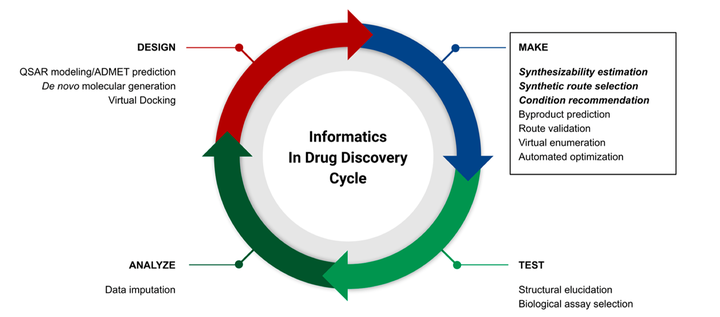 DESIGN
QSAR modeling/ADMET prediction
De novo molecular generation
Virtual Docking
MAKE
Synthesizability estimation
Synthetic route selection
Condition recommendation
Byproduct prediction
Route validation
Virtual enumeration
Automated optimization
Informatics
In Drug Discovery
Cycle
ANALYZE
Data imputation
TEST
Structural elucidation
Biological assay selection